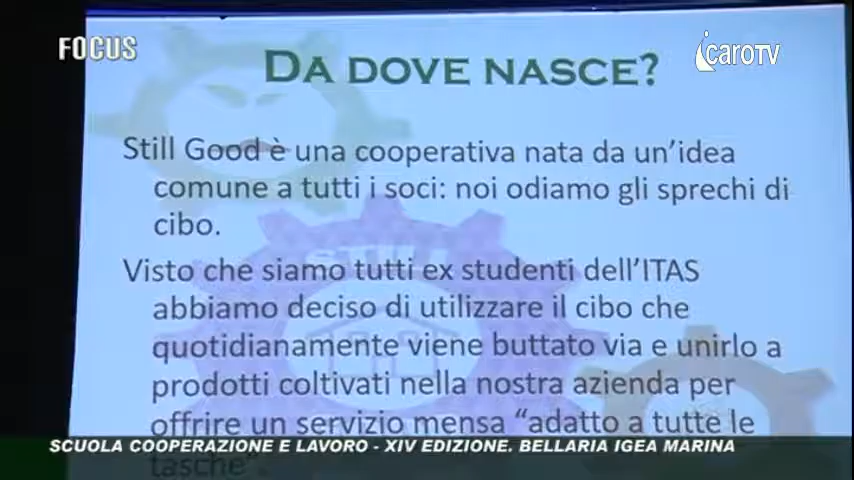 FOCUS
icaroTV
DA DOVE NASCE?
Still Good è una cooperativa nata da un'idea
comune a tutti i soci: noi odiamo gli sprechi di
cibo.
Visto che siamo tutti ex studenti dell'ITAS
abbiamo deciso di utilizzare il cibo che
quotidianamente viene buttato via e unirlo a
prodotti coltivati nella nostra azienda per
offrire un servizio mensa "adatto a tutte le
tasche".
SCUOLA COOPERAZIONE E LAVORO - XIV EDIZIONE. BELLARIA IGEA MARINA